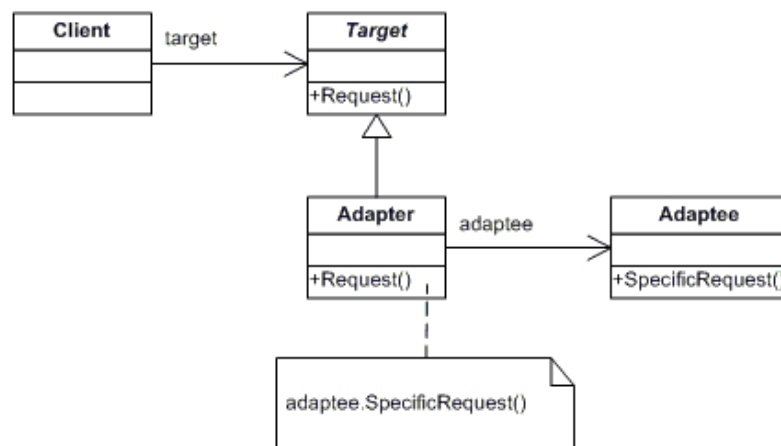 Client
target
Target
+Request()
Adapter
adaptee
Adaptee
+Request()
+SpecificRequest()
adaptee.SpecificRequest()